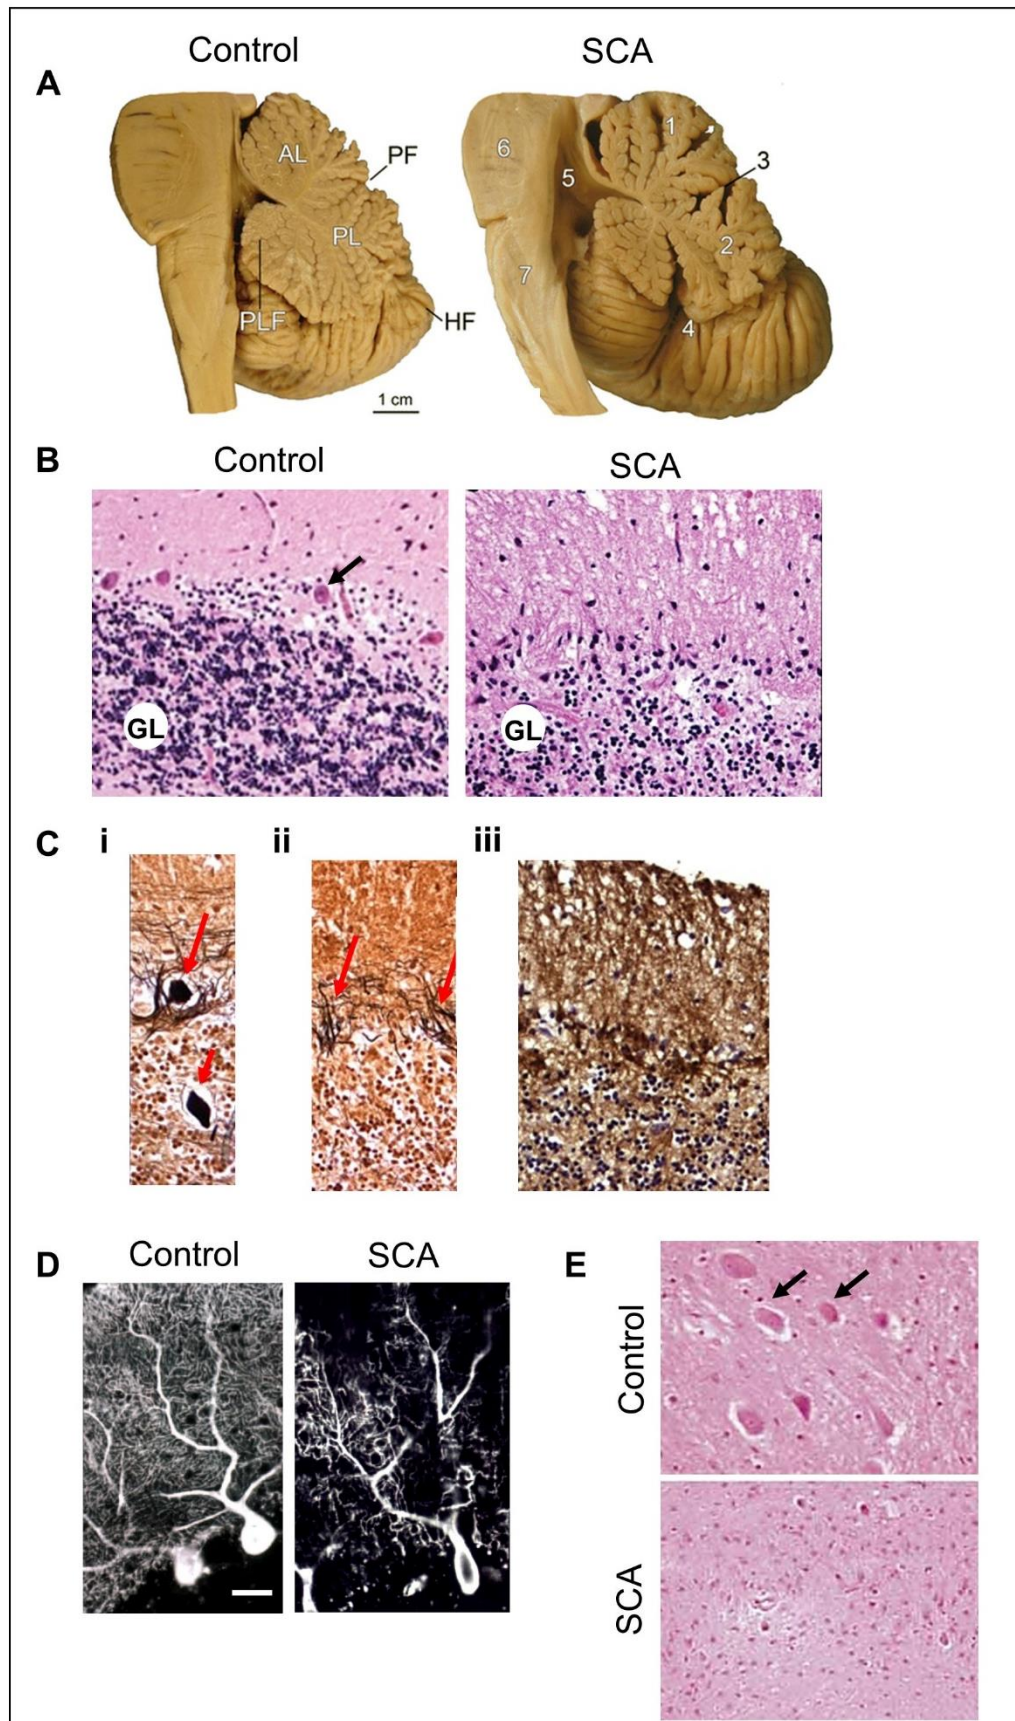 Control SCA
A
AL
PF
PL
PLF
HF
1 cm
1
3
6
5
2
7
4
B
Control SCA
GL
GL
C
i ii iii
D
Control SCA
E
Control
SCA